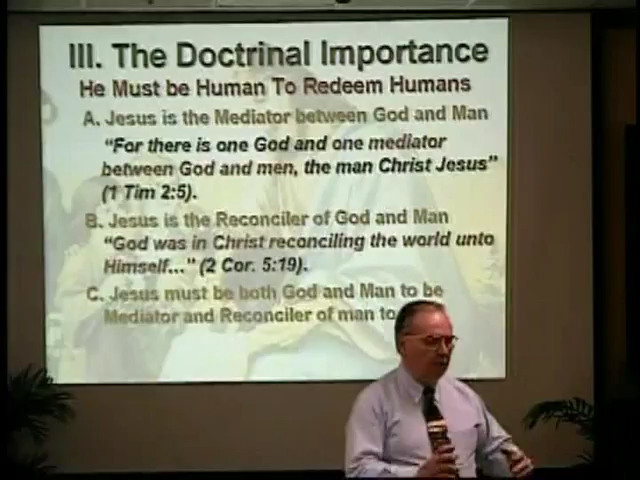 III. The Doctrinal Importance
He Must be Human To Redeem Humans
A. Jesus is the Mediator between God and Man
“For there is one God and one mediator
between God and men, the man Christ Jesus”
(1 Tim 2:5).
B. Jesus is the Reconciler of God and Man
“God was in Christ reconciling the world unto
Himself...” (2 Cor. 5:19).
C. Jesus must be both God and Man to be
Mediator and Reconciler of man to